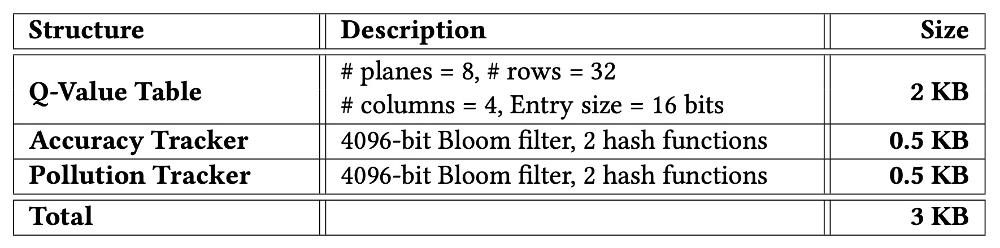 Structure Description Size
Q-Value Table # planes = 8, # rows = 32
# columns = 4, Entry size = 16 bits 2 KB
Accuracy Tracker 4096-bit Bloom filter, 2 hash functions 0.5 KB
Pollution Tracker 4096-bit Bloom filter, 2 hash functions 0.5 KB
Total 3 KB